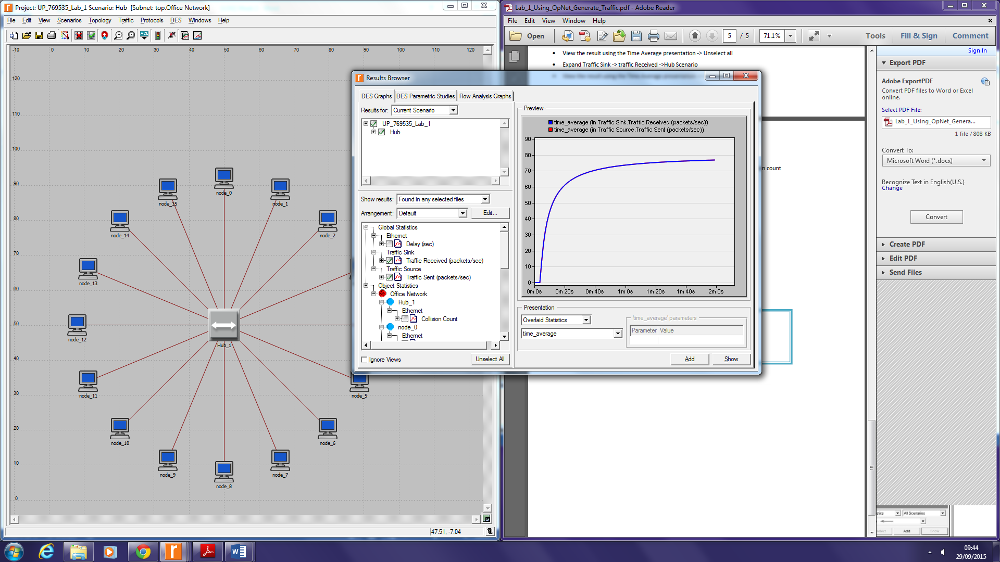 Project: UP_769535_Lab_1 Scenario: Hub [Subnet: top.Office Network]
File Edit View Scenarios Topology Traffic Protocols DES Windows Help
-10 0 10 20 30 40 50 60 70 80 90 100 110 120
120
110
100
90
80
70
60
50
40
30
20
10
0
node_0
node_15
node_1
node_14
node_2
node_13
node_12
Hub_1
node_11
node_5
node_10
node_6
node_9
node_7
node_8
47.51, -7.04
Lab_1_Using_OpNet_Generate_Traffic.pdf - Adobe Reader
File Edit View Window Help
Open
5 / 5
71.1%
Tools
Fill & Sign
Comment
• View the result using the Time Average presentation -> Unselect all
• Expand Traffic Sink -> traffic Received ->Hub Scenario
• View the result using the Time Average presentation
n count
Sign In
Export PDF
Adobe ExportPDF
Convert PDF files to Word or Excel
online.
Select PDF File:
Lab_1_Using_OpNet_Genera...
1 file / 808 KB
Convert To:
Microsoft Word (*.docx)
Recognize Text in English(U.S.)
Change
Convert
Create PDF
Edit PDF
Send Files
All Scenarios
Add
Show
Results Browser
DES Graphs
DES Parametric Studies
Flow Analysis Graphs
Results for: Current Scenario
UP_769535_Lab_1
Hub
Show results: Found in any selected files
Arrangement: Default
Edit...
Global Statistics
Ethernet
Delay (sec)
Traffic Sink
Traffic Received (packets/sec)
Traffic Source
Traffic Sent (packets/sec)
Object Statistics
Office Network
Hub_1
Ethernet
Collision Count
node_0
Ethernet
Ignore Views
Unselect All
Preview
time_average (in Traffic Sink.Traffic Received (packets/sec))
time_average (in Traffic Source.Traffic Sent (packets/sec))
90
80
70
60
50
40
30
20
10
0
0m 0s 0m 20s 0m 40s 1m 0s 1m 20s 1m 40s 2m 0s
Presentation
Overlaid Statistics
time_average
'time_average' parameters
Parameter Value
Add
Show
09:44
29/09/2015